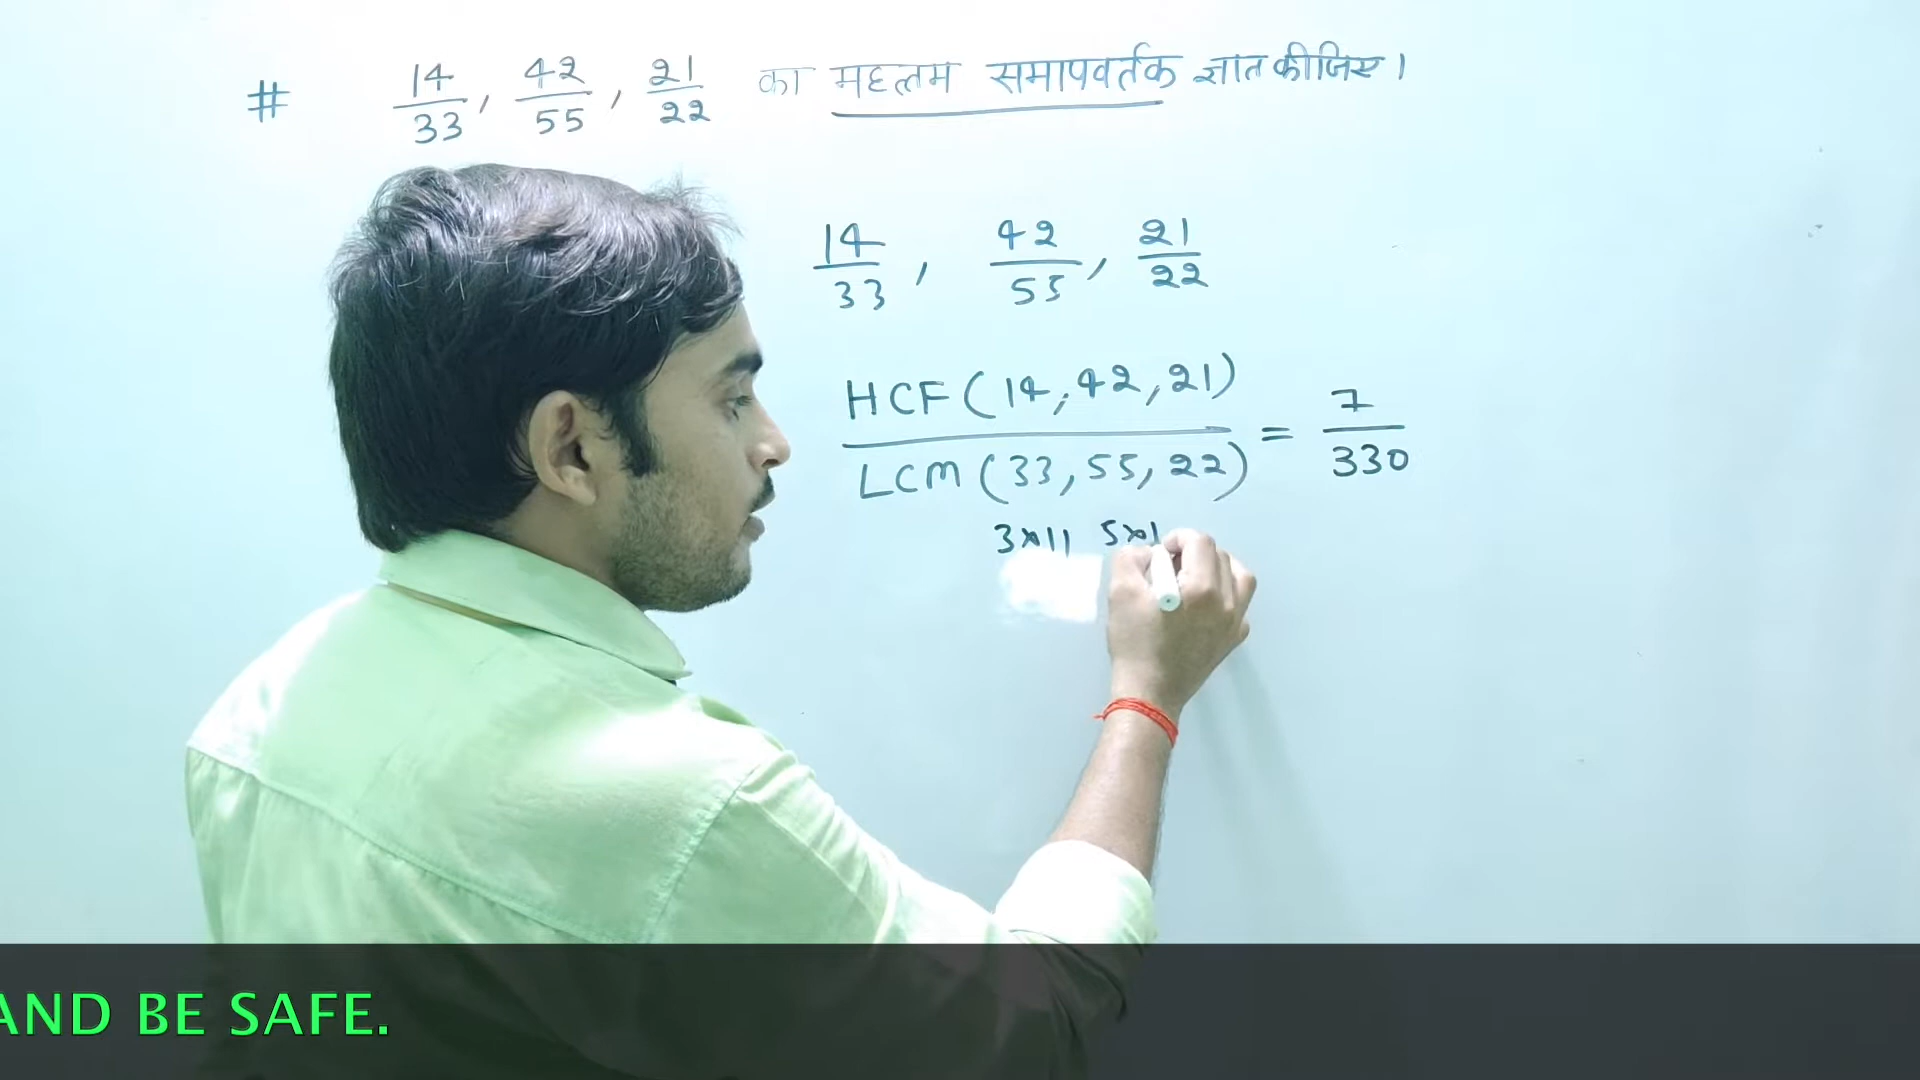 # 14/33, 42/55, 21/22 का महत्तम समापवर्तक ज्ञात कीजिए।
14/33, 42/55, 21/22
HCF(14,42,21)/LCM(33,55,22) = 7/330
3×11 5×1
AND BE SAFE.